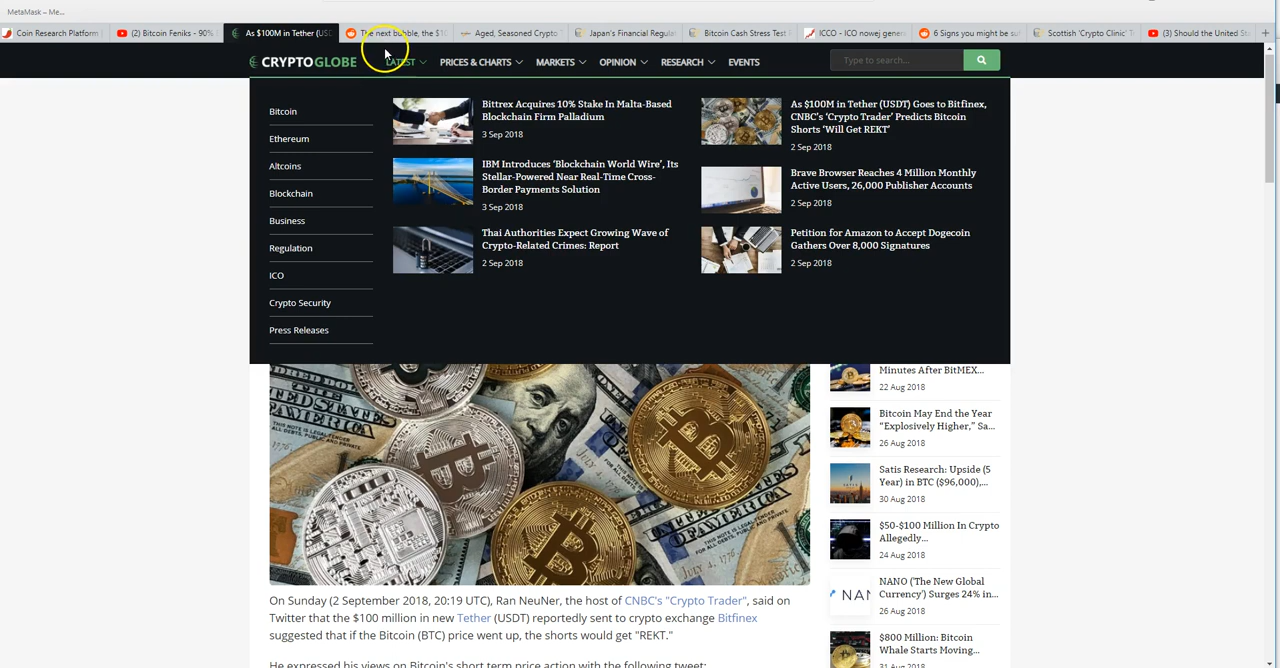 MetaMask – Me...
Coin Research Platform
(2) Bitcoin Feniks - 90%
As $100M in Tether (USD
The next bubble, the $10
Aged, Seasoned Crypto
Japan's Financial Regula
Bitcoin Cash Stress Test
ICCO - ICO nowej gener
6 Signs you might be su
Scottish 'Crypto Clinic' T
(3) Should the United St
CRYPTOGLOBE
LATEST
PRICES & CHARTS
MARKETS
OPINION
RESEARCH
EVENTS
Type to search...
Bitcoin
Ethereum
Altcoins
Blockchain
Business
Regulation
ICO
Crypto Security
Press Releases
Bittrex Acquires 10% Stake In Malta-Based
Blockchain Firm Palladium
3 Sep 2018
IBM Introduces ‘Blockchain World Wire’, Its
Stellar-Powered Near Real-Time Cross-
Border Payments Solution
3 Sep 2018
Thai Authorities Expect Growing Wave of
Crypto-Related Crimes: Report
2 Sep 2018
As $100M in Tether (USDT) Goes to Bitfinex,
CNBC’s ‘Crypto Trader’ Predicts Bitcoin
Shorts ‘Will Get REKT’
2 Sep 2018
Brave Browser Reaches 4 Million Monthly
Active Users, 26,000 Publisher Accounts
2 Sep 2018
Petition for Amazon to Accept Dogecoin
Gathers Over 8,000 Signatures
2 Sep 2018
On Sunday (2 September 2018, 20:19 UTC), Ran NeuNer, the host of CNBC's "Crypto Trader", said on
Twitter that the $100 million in new Tether (USDT) reportedly sent to crypto exchange Bitfinex
suggested that if the Bitcoin (BTC) price went up, the shorts would get "REKT."
He expressed his views on Bitcoin's short term price action with the following tweet:
Minutes After BitMEX...
22 Aug 2018
Bitcoin May End the Year
“Explosively Higher,” Sa...
26 Aug 2018
Satis Research: Upside (5
Year) in BTC ($96,000),...
30 Aug 2018
$50-$100 Million In Crypto
Allegedly...
24 Aug 2018
NANO (‘The New Global
Currency’) Surges 24% in...
26 Aug 2018
$800 Million: Bitcoin
Whale Starts Moving...
31 Aug 2018